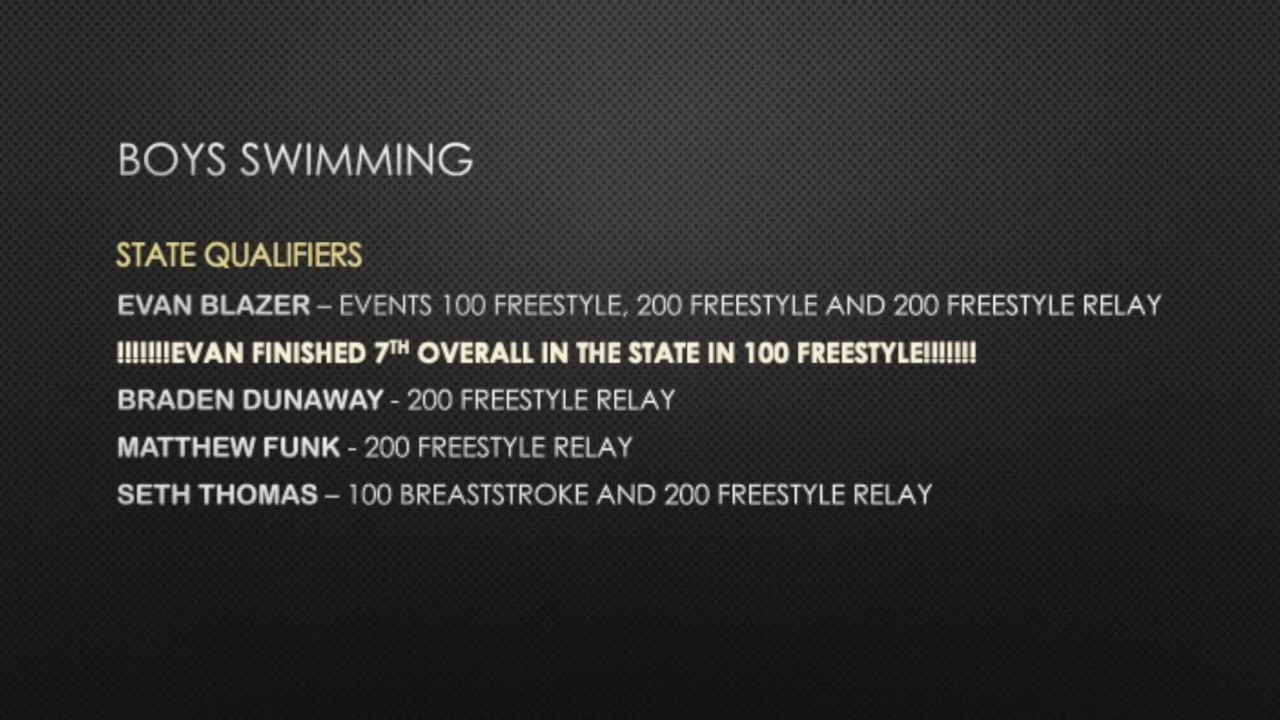 BOYS SWIMMING
STATE QUALIFIERS
EVAN BLAZER – EVENTS 100 FREESTYLE, 200 FREESTYLE AND 200 FREESTYLE RELAY
!!!!!!!EVAN FINISHED 7TH OVERALL IN THE STATE IN 100 FREESTYLE!!!!!!!
BRADEN DUNAWAY - 200 FREESTYLE RELAY
MATTHEW FUNK - 200 FREESTYLE RELAY
SETH THOMAS – 100 BREASTSTROKE AND 200 FREESTYLE RELAY